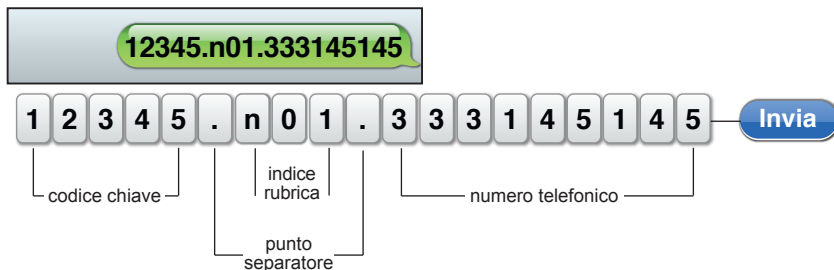 12345.n01.333145145
1 2 3 4 5 . n 0 1 . 3 3 3 1 4 5 1 4 5 Invia
codice chiave
indice
rubrica
numero telefonico
punto
separatore